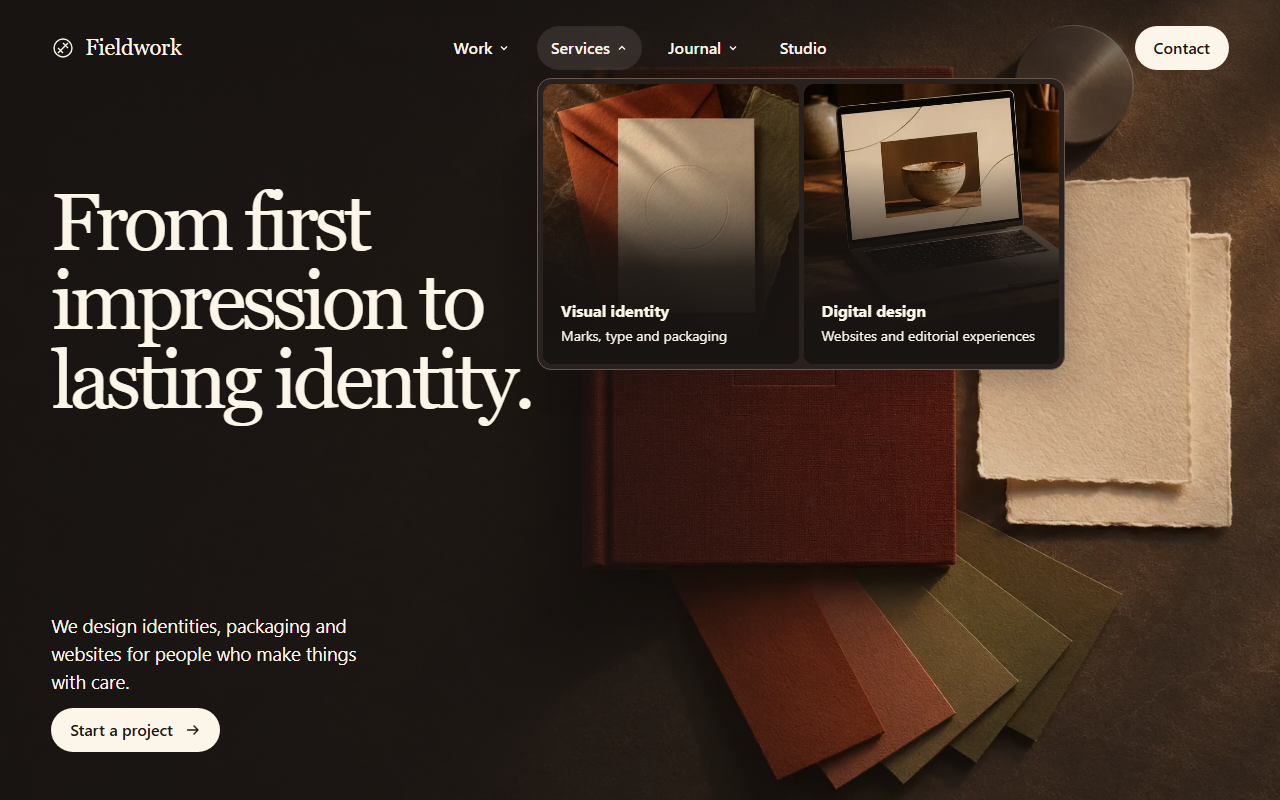 Fieldwork
Work
Services
Journal
Studio
Contact
Visual identity
Marks, type and packaging
Digital design
Websites and editorial experiences
From first
impression to
lasting identity.
We design identities, packaging and
websites for people who make things
with care.
Start a project